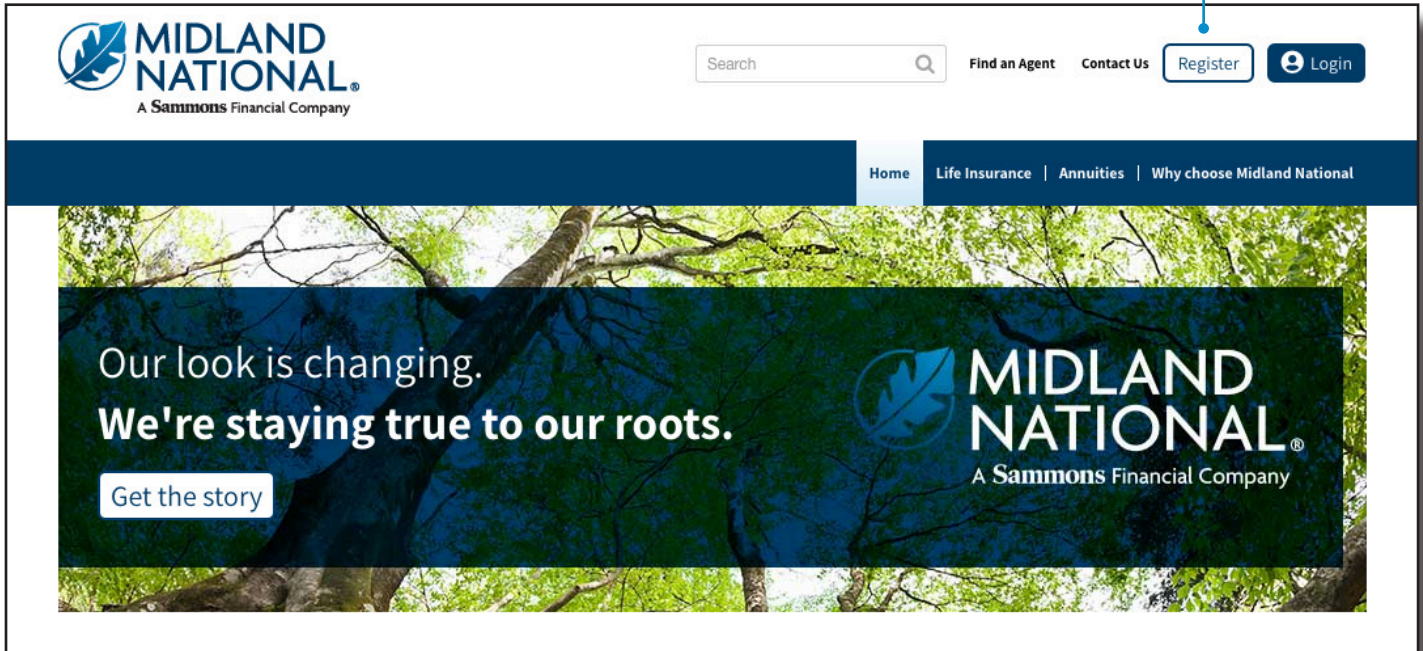 MIDLAND
NATIONAL®
A Sammons Financial Company
Search
Find an Agent
Contact Us
Register
Login
Home
Life Insurance | Annuities | Why choose Midland National
Our look is changing.
We're staying true to our roots.
Get the story
MIDLAND
NATIONAL®
A Sammons Financial Company